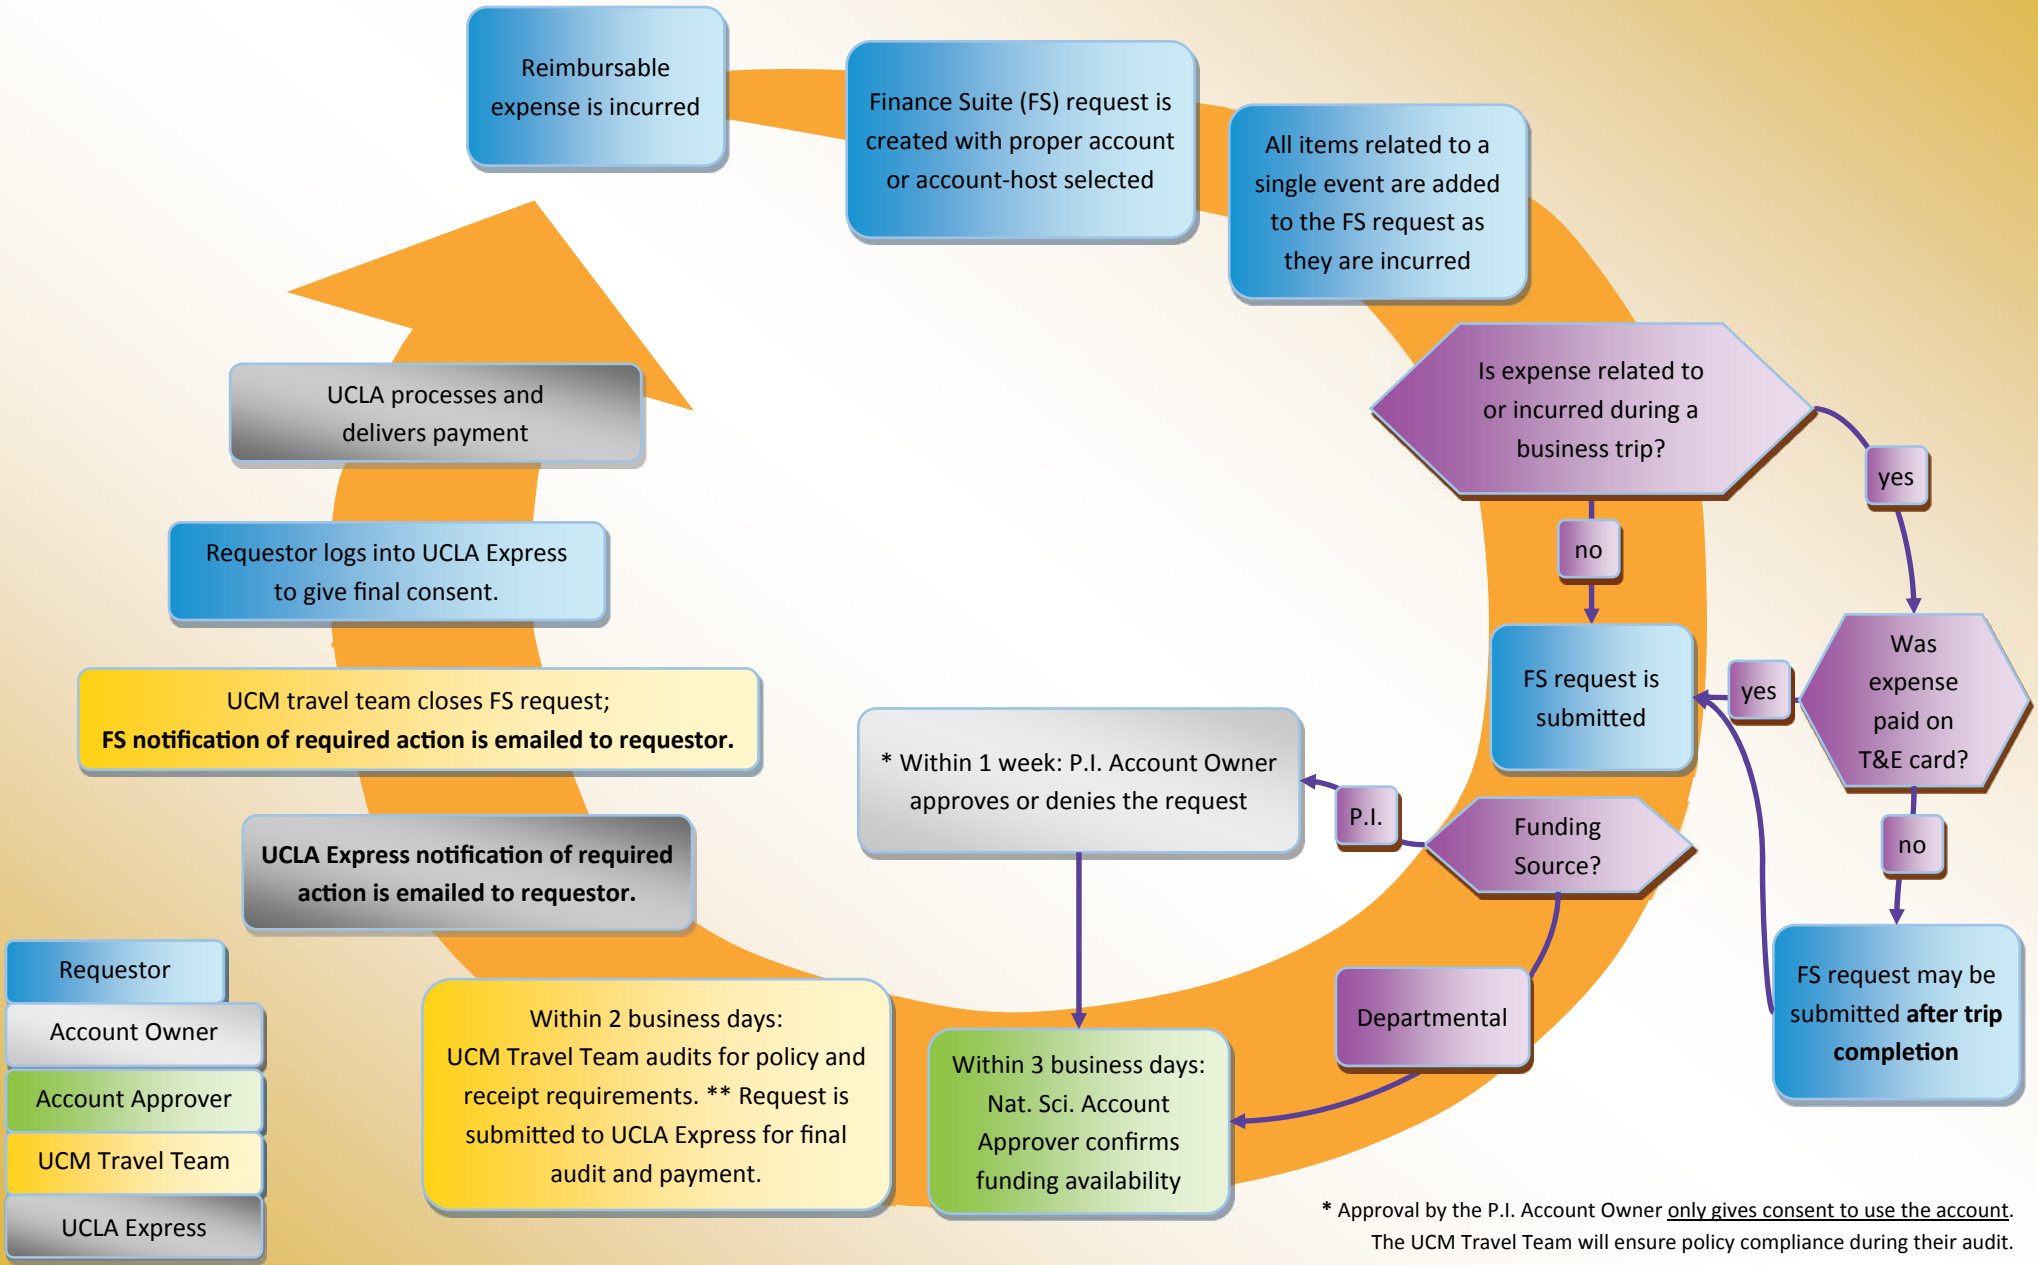 Reimbursable
expense is incurred
Finance Suite (FS) request is
created with proper account
or account-host selected
All items related to a
single event are added
to the FS request as
they are incurred
Is expense related to
or incurred during a
business trip?
yes
no
Was
expense
paid on
T&E card?
yes
no
FS request is
submitted
FS request may be
submitted after trip
completion
Funding
Source?
P.I.
* Within 1 week: P.I. Account Owner
approves or denies the request
Departmental
Within 3 business days:
Nat. Sci. Account
Approver confirms
funding availability
Within 2 business days:
UCM Travel Team audits for policy and
receipt requirements. ** Request is
submitted to UCLA Express for final
audit and payment.
UCLA Express notification of required
action is emailed to requestor.
UCM travel team closes FS request;
FS notification of required action is emailed to requestor.
Requestor logs into UCLA Express
to give final consent.
UCLA processes and
delivers payment
Requestor
Account Owner
Account Approver
UCM Travel Team
UCLA Express
* Approval by the P.I. Account Owner only gives consent to use the account.
The UCM Travel Team will ensure policy compliance during their audit.